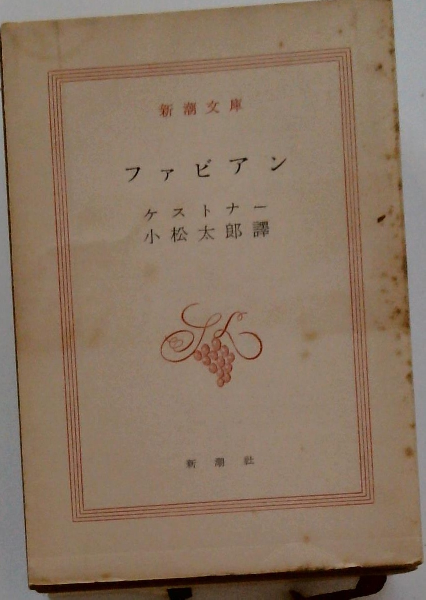 新潮文庫
ファビアン
ケストナー
小松太郎譯
新潮社